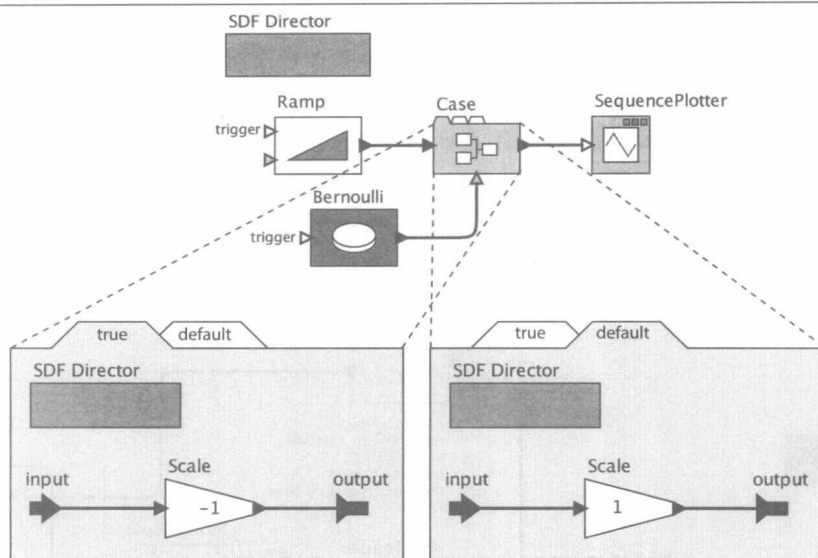 SDF Director
Ramp
Case
SequencePlotter
trigger
Bernoulli
trigger
true
default
true
default
SDF Director
SDF Director
input
Scale
output
input
Scale
output
-1
1